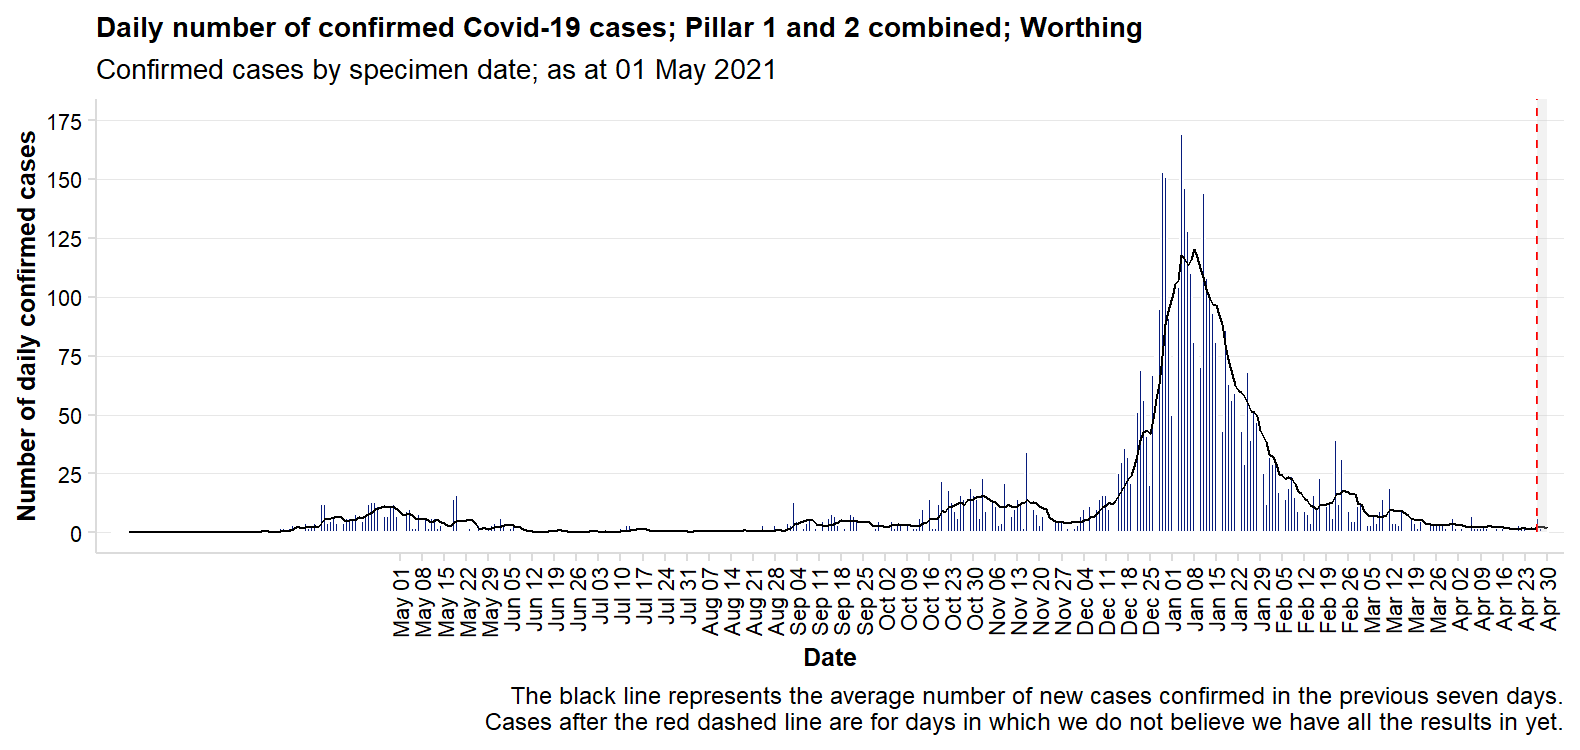 Daily number of confirmed Covid-19 cases; Pillar 1 and 2 combined; Worthing
Confirmed cases by specimen date; as at 01 May 2021
Number of daily confirmed cases
175
150
125
100
75
50
25
0
May 01
May 08
May 15
May 22
May 29
Jun 05
Jun 12
Jun 19
Jun 26
Jul 03
Jul 10
Jul 17
Jul 24
Jul 31
Aug 07
Aug 14
Aug 21
Aug 28
Sep 04
Sep 11
Sep 18
Sep 25
Oct 02
Oct 09
Oct 16
Oct 23
Oct 30
Nov 06
Nov 13
Nov 20
Nov 27
Dec 04
Dec 11
Dec 18
Dec 25
Jan 01
Jan 08
Jan 15
Jan 22
Jan 29
Feb 05
Feb 12
Feb 19
Feb 26
Mar 05
Mar 12
Mar 19
Mar 26
Apr 02
Apr 09
Apr 16
Apr 23
Apr 30
Date
The black line represents the average number of new cases confirmed in the previous seven days.
Cases after the red dashed line are for days in which we do not believe we have all the results in yet.